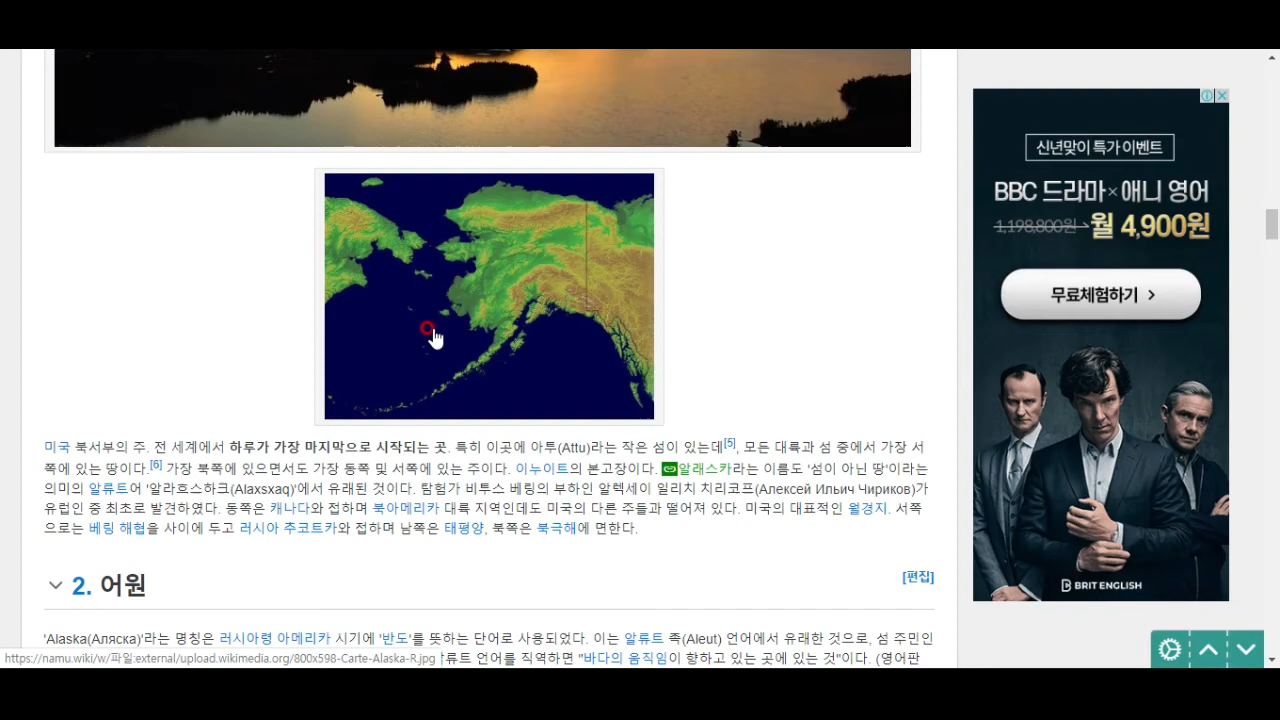 미국 북서부의 주. 전 세계에서 하루가 가장 마지막으로 시작되는 곳. 특히 이곳에 아투(Attu)라는 작은 섬이 있는데[5], 모든 대륙과 섬 중에서 가장 서
쪽에 있는 땅이다.[6] 가장 북쪽에 있으면서도 가장 동쪽 및 서쪽에 있는 주이다. 이누이트의 본고장이다. 알래스카라는 이름도 '섬이 아닌 땅'이라는
의미의 알류트어 '알라흐스하크(Alaxsxaq)'에서 유래된 것이다. 탐험가 비투스 베링의 부하인 알렉세이 일리치 치리코프(Алексей Ильич Чириков)가
유럽인 중 최초로 발견하였다. 동쪽은 캐나다와 접하며 북아메리카 대륙 지역인데도 미국의 다른 주들과 떨어져 있다. 미국의 대표적인 월경지. 서쪽
으로는 베링 해협을 사이에 두고 러시아 추코트카와 접하며 남쪽은 태평양, 북쪽은 북극해에 면한다.
2. 어원
[편집]
'Alaska(Аляска)'라는 명칭은 러시아령 아메리카 시기에 '반도'를 뜻하는 단어로 사용되었다. 이는 알류트 족(Aleut) 언어에서 유래한 것으로, 섬 주민인
류트 언어를 직역하면 "바다의 움직임이 향하고 있는 곳에 있는 것"이다. (영어판
https://namu.wiki/w/파일:external/upload.wikimedia.org/800x598-Carte-Alaska-R.jpg
신년맞이 특가 이벤트
BBC 드라마×애니 영어
1,198,800원→월 4,900원
무료체험하기 >
BRIT ENGLISH